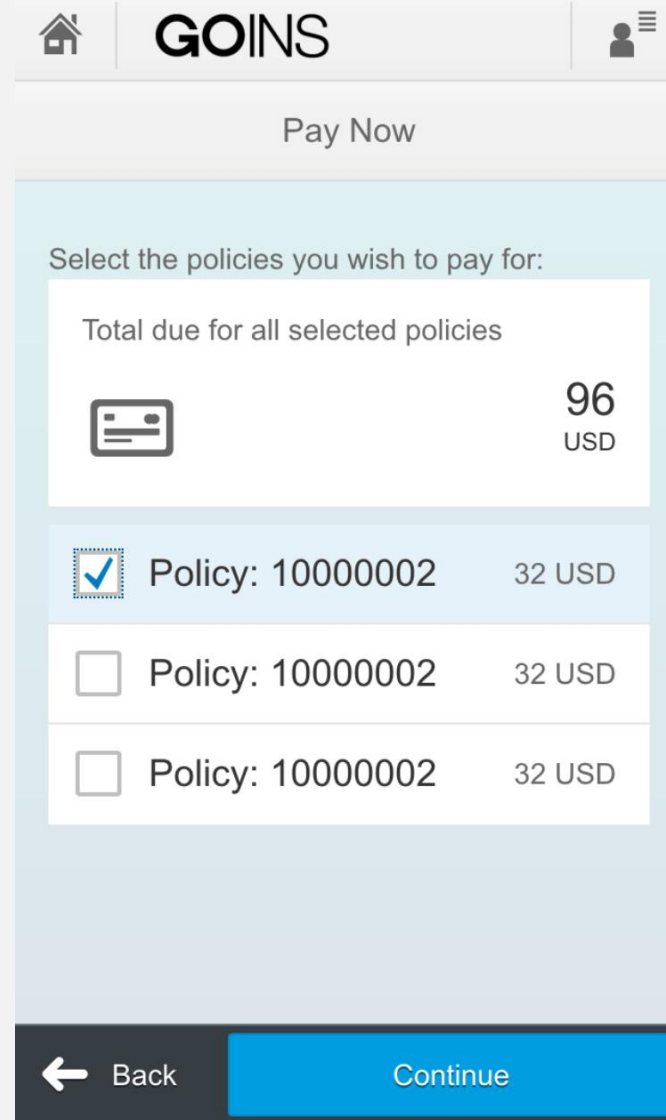 GOINS
Pay Now
Select the policies you wish to pay for:
Total due for all selected policies
96
USD
Policy: 10000002 32 USD
Policy: 10000002 32 USD
Policy: 10000002 32 USD
Back Continue